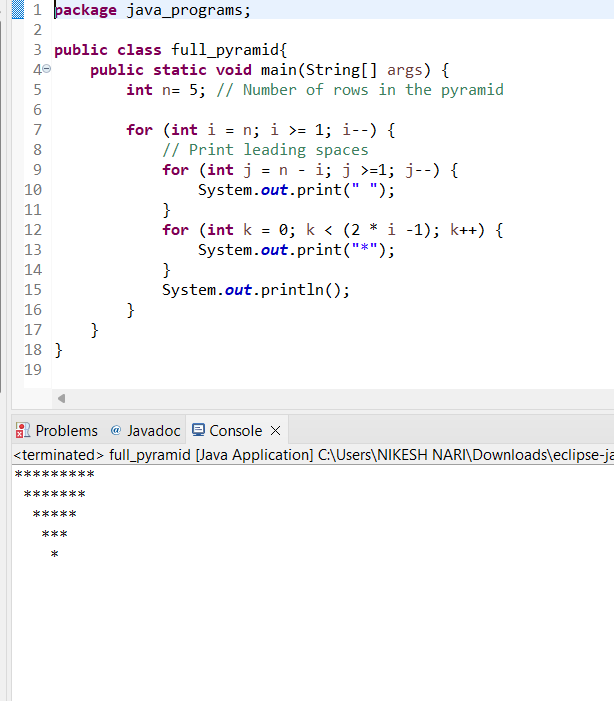 1 package java_programs;
2
3 public class full_pyramid{
4 public static void main(String[] args) {
5 int n= 5; // Number of rows in the pyramid
6
7 for (int i = n; i >= 1; i--) {
8 // Print leading spaces
9 for (int j = n - i; j >=1; j--) {
10 System.out.print(" ");
11 }
12 for (int k = 0; k < (2 * i -1); k++) {
13 System.out.print("*");
14 }
15 System.out.println();
16 }
17 }
18 }
19
Problems @ Javadoc Console
<terminated> full_pyramid [Java Application] C:\Users\NIKESH NARI\Downloads\eclipse-ja
*********
 *******
  *****
   ***
    *